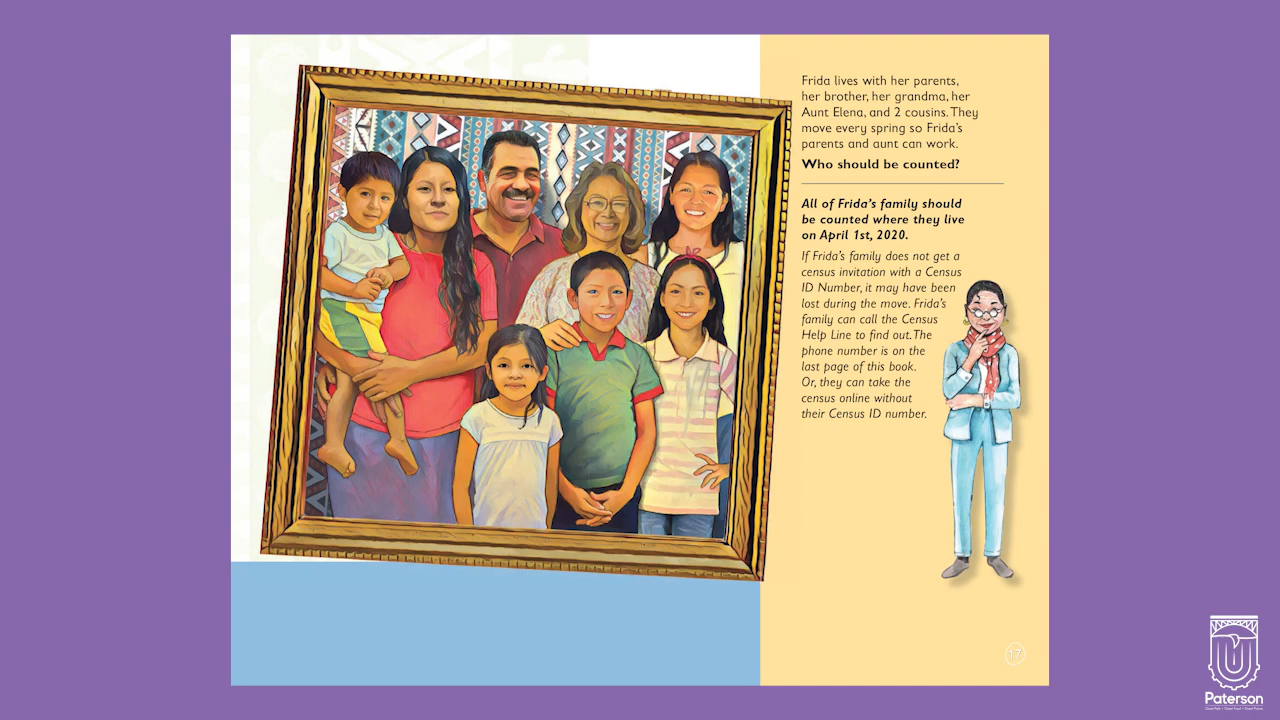 Frida lives with her parents,
her brother, her grandma, her
Aunt Elena, and 2 cousins. They
move every spring so Frida's
parents and aunt can work.
Who should be counted?
All of Frida's family should
be counted where they live
on April 1st, 2020.
If Frida's family does not get a
census invitation with a Census
ID Number, it may have been
lost during the move. Frida's
family can call the Census
Help Line to find out. The
phone number is on the
last page of this book.
Or, they can take the
census online without
their Census ID number.
17
Paterson